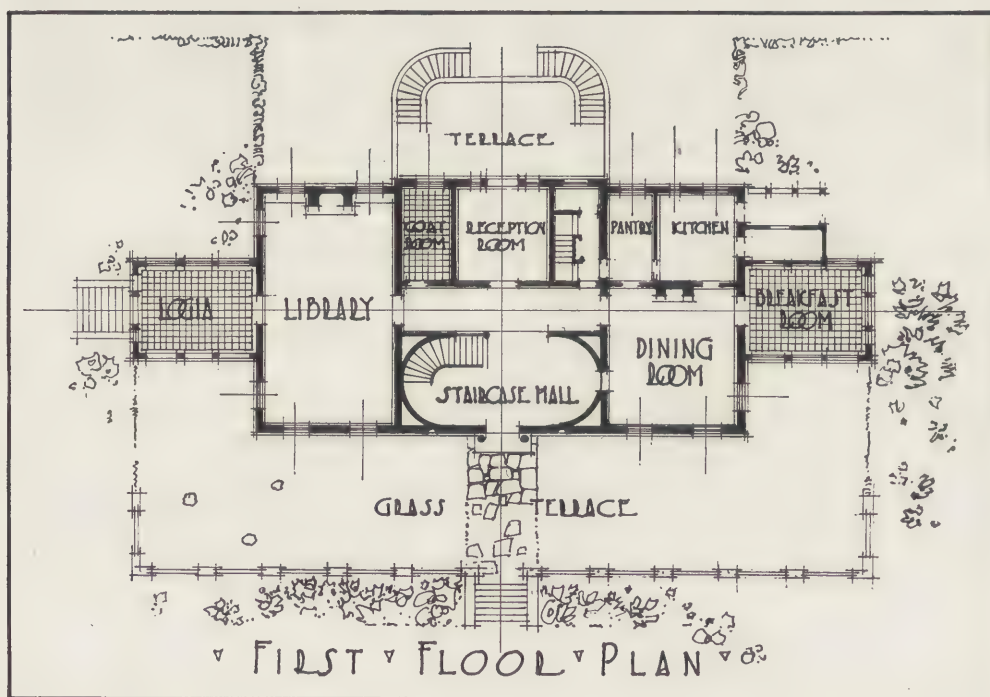 TERRACE
COAT
ROOM
RECEPTION
ROOM
PANTRY
KITCHEN
LOGIA
LIBRARY
BREAKFAST
ROOM
DINING
ROOM
STAIRCASE HALL
GRASS TERRACE
FIRST FLOOR PLAN